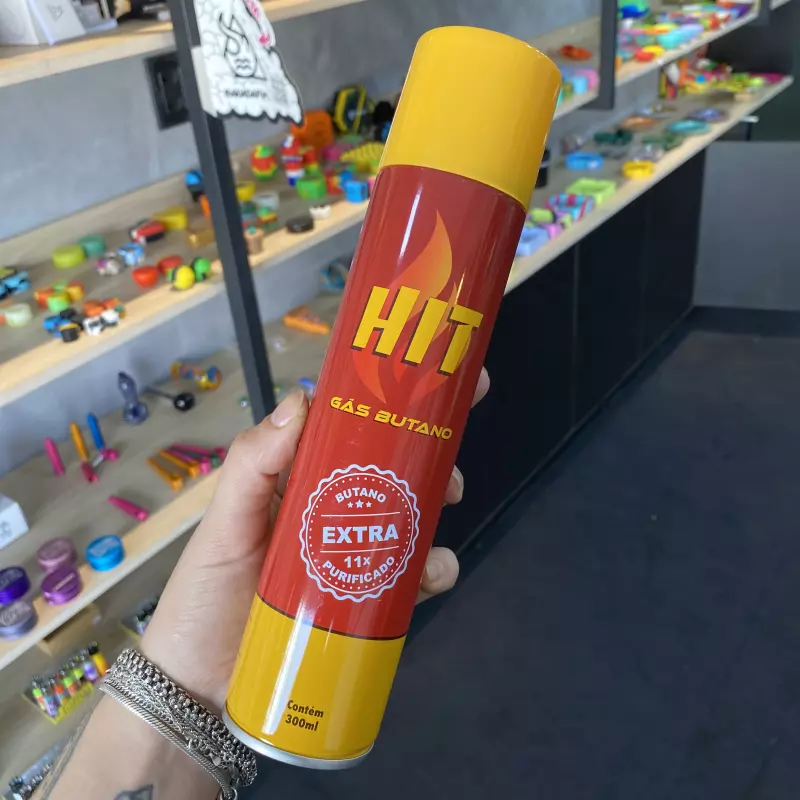 HIT
GÁS BUTANO
BUTANO
EXTRA
11x
PURIFICADO
Contém
300ml